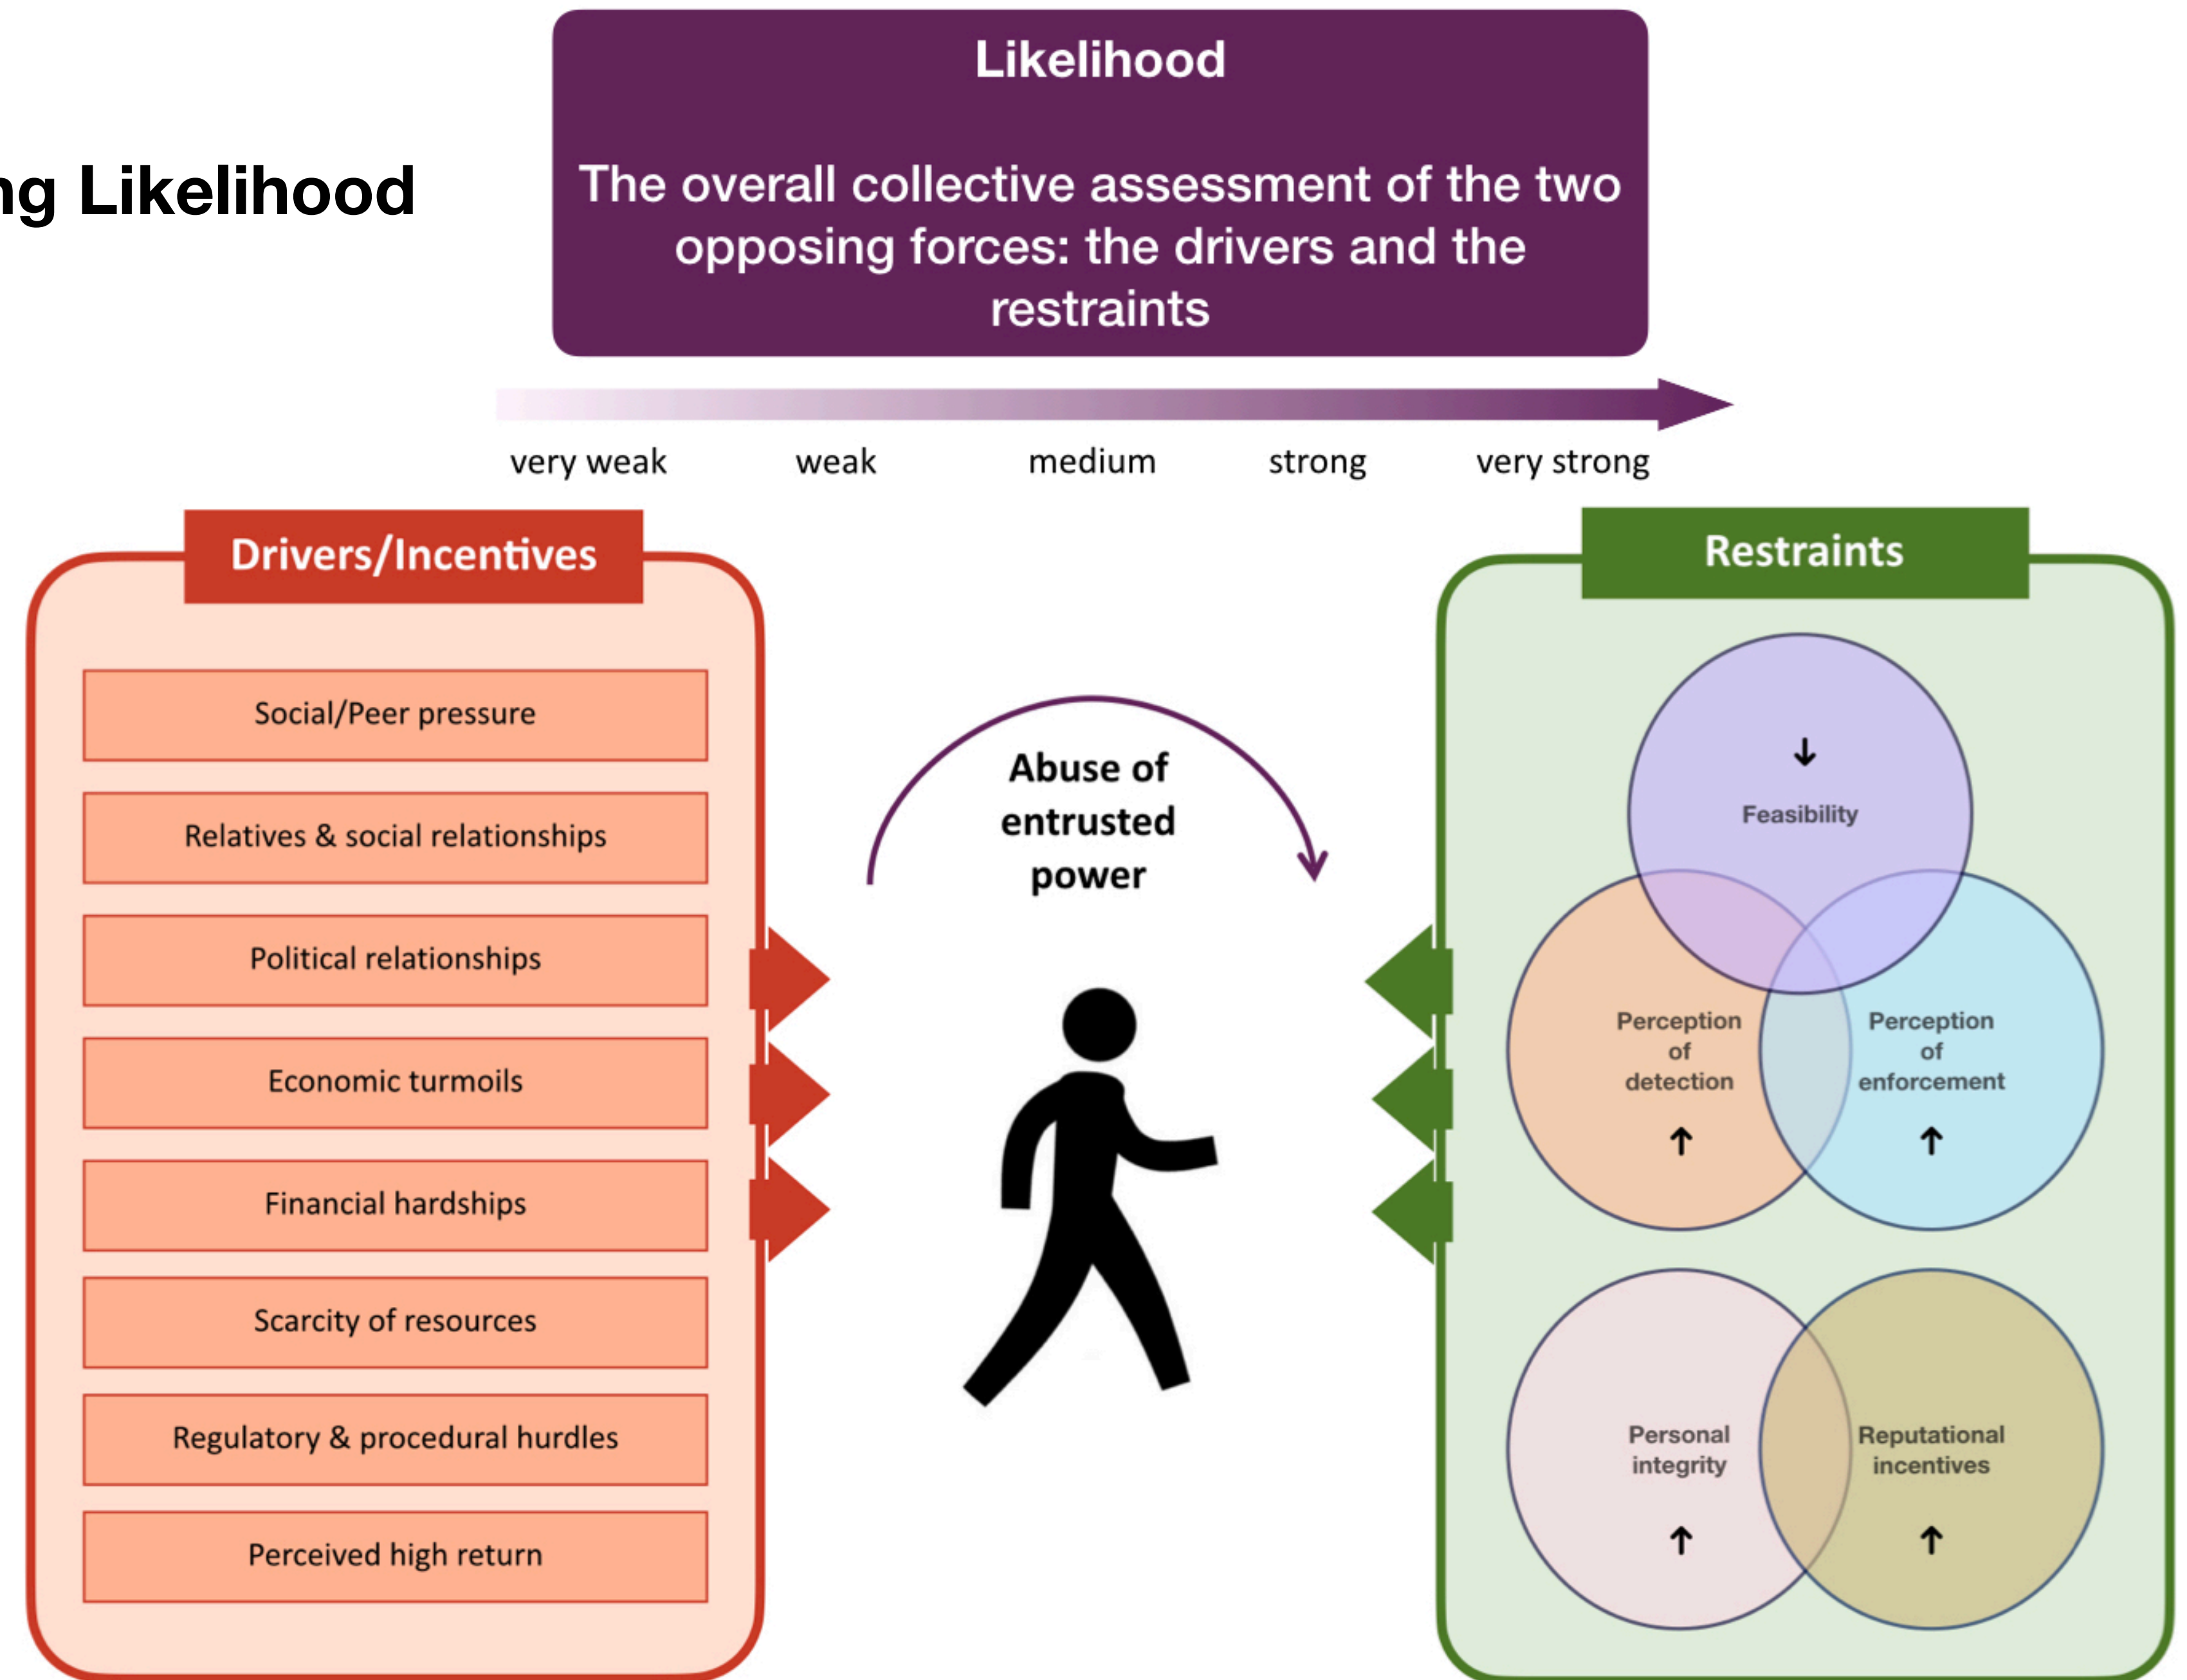 ng Likelihood
Likelihood
The overall collective assessment of the two
opposing forces: the drivers and the
restraints
very weak
weak
medium
strong
very strong
Drivers/Incentives
Social/Peer pressure
Relatives & social relationships
Political relationships
Economic turmoils
Financial hardships
Scarcity of resources
Regulatory & procedural hurdles
Perceived high return
Abuse of
entrusted
power
Restraints
↓
Feasibility
Perception
of
detection
↑
Perception
of
enforcement
↑
Personal
integrity
↑
Reputational
incentives
↑